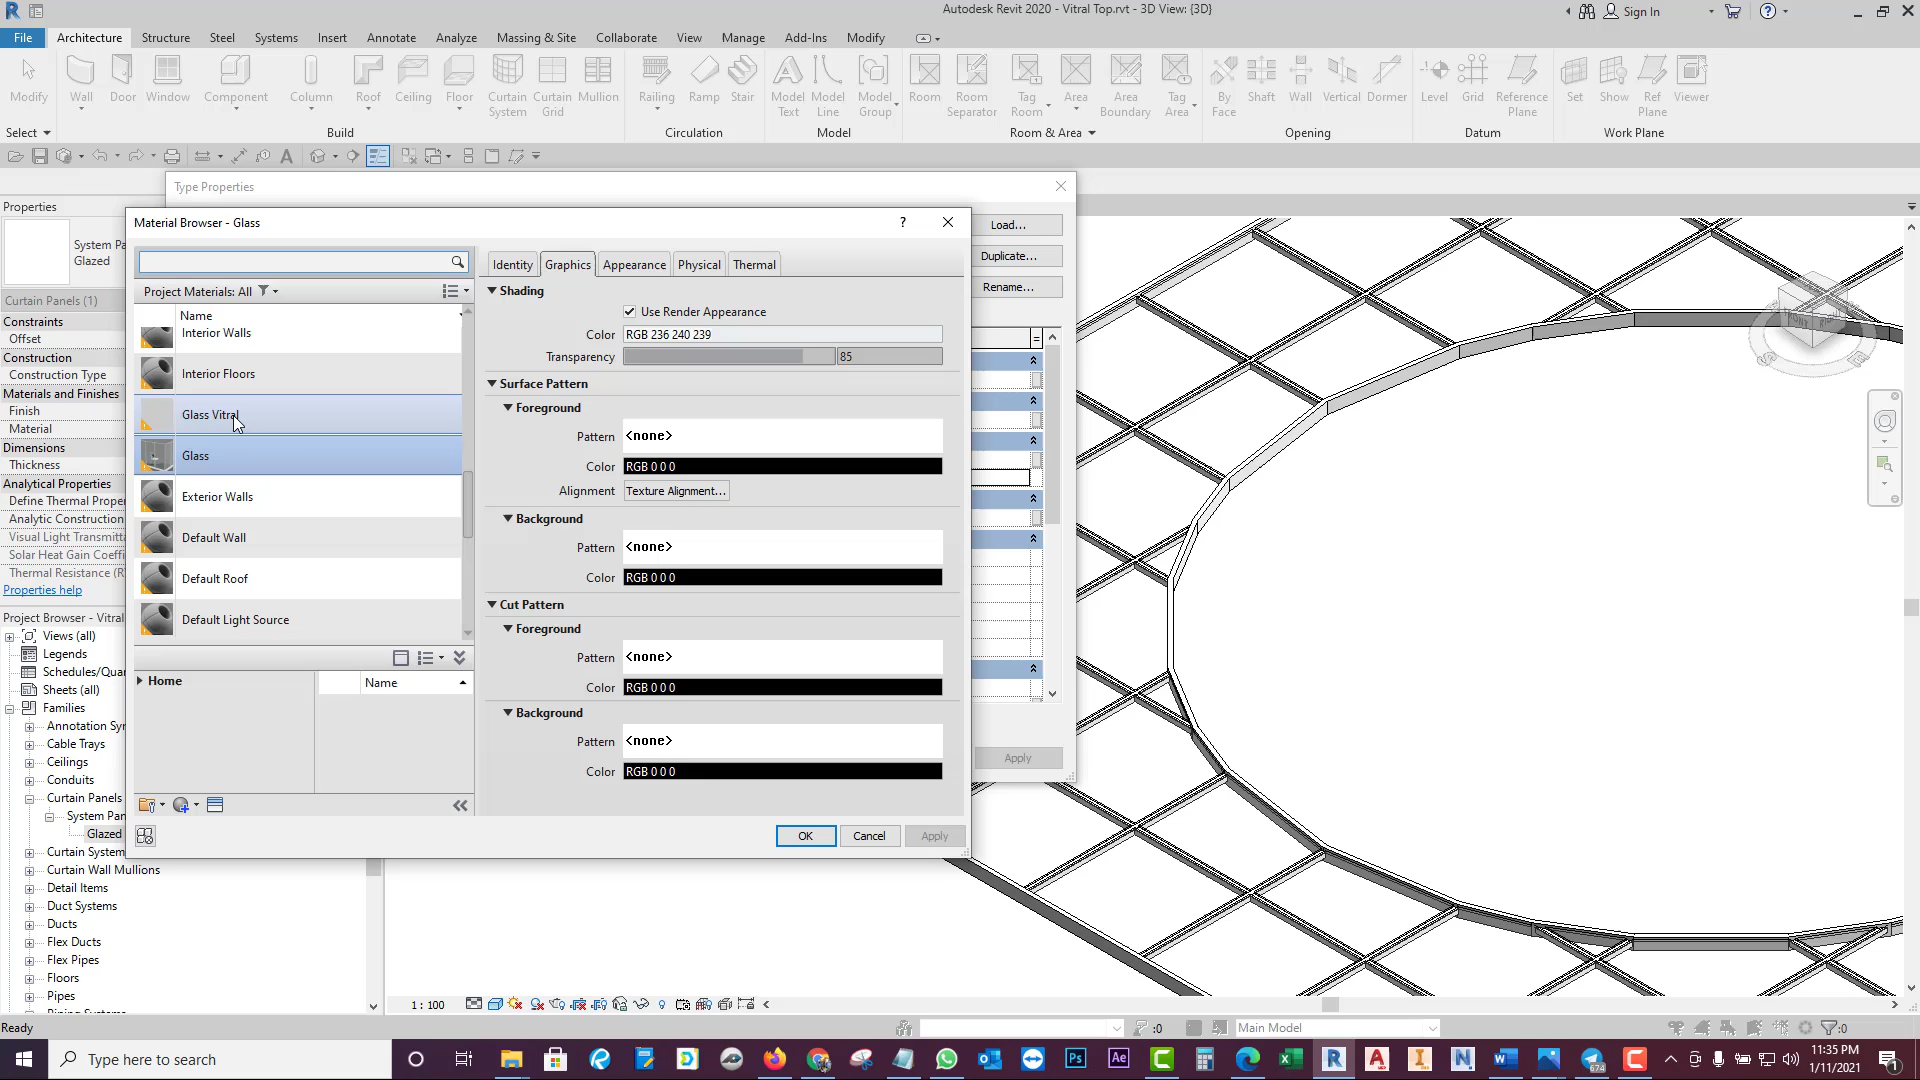 Autodesk Revit 2020 - Vitral Top.rvt - 3D View: {3D}
Sign In
File Architecture Structure Steel Systems Insert Annotate Analyze Massing & Site Collaborate View Manage Add-Ins Modify
Modify Wall Door Window Component Column Roof Ceiling Floor Curtain System Curtain Grid Mullion Railing Ramp Stair Model Text Model Line Model Group Room Room Separator Tag Room Area Area Boundary Tag Area By Face Shaft Wall Vertical Dormer Level Grid Reference Plane Set Show Ref Plane Viewer
Select Build Circulation Model Room & Area Opening Datum Work Plane
Type Properties
Load...
Duplicate...
Rename...
=
Apply
Properties
System Pa
Glazed
Curtain Panels (1)
Constraints
Offset
Construction
Construction Type
Materials and Finishes
Finish
Material
Dimensions
Thickness
Analytical Properties
Define Thermal Proper
Analytic Construction
Visual Light Transmitta
Solar Heat Gain Coeffi
Thermal Resistance (R
Properties help
Project Browser - Vitral
Views (all)
Legends
Schedules/Quan
Sheets (all)
Families
Annotation Syr
Cable Trays
Ceilings
Conduits
Curtain Panels
System Pan
Glazed
Curtain System
Curtain Wall Mullions
Detail Items
Duct Systems
Ducts
Flex Ducts
Flex Pipes
Floors
Pipes
Material Browser - Glass
?
Project Materials: All
Name
Interior Walls
Interior Floors
Glass Vitral
Glass
Exterior Walls
Default Wall
Default Roof
Default Light Source
Home
Name
Identity Graphics Appearance Physical Thermal
Shading
Use Render Appearance
Color RGB 236 240 239
Transparency 85
Surface Pattern
Foreground
Pattern <none>
Color RGB 0 0 0
Alignment Texture Alignment...
Background
Pattern <none>
Color RGB 0 0 0
Cut Pattern
Foreground
Pattern <none>
Color RGB 0 0 0
Background
Pattern <none>
Color RGB 0 0 0
OK Cancel Apply
FRONT RIGHT
S E
1 : 100
Ready
:0
Main Model
:0
Type here to search
Ps Ae
674
11:35 PM
1/11/2021
1